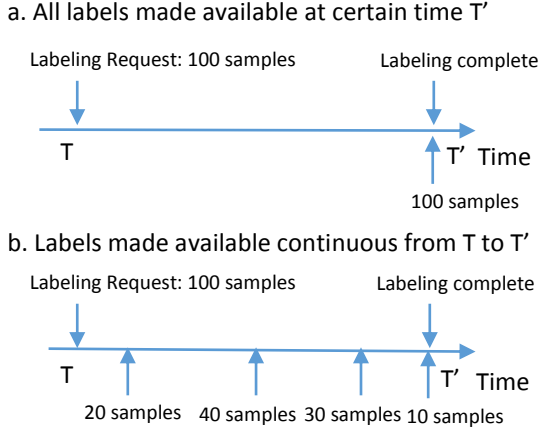 a. All labels made available at certain time T’
Labeling Request: 100 samples Labeling complete
T T’ Time
100 samples
b. Labels made available continuous from T to T’
Labeling Request: 100 samples Labeling complete
T T’ Time
20 samples 40 samples 30 samples 10 samples